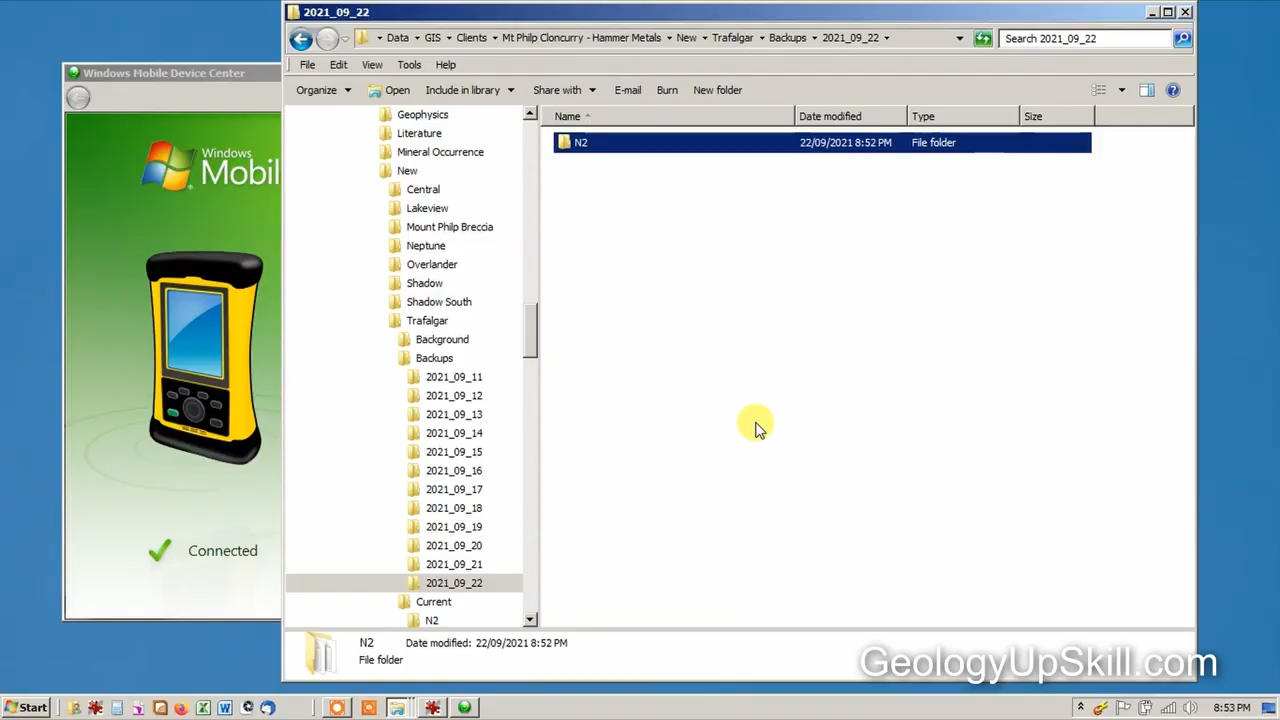 2021_09_22
Windows Mobile Device Center
Data GIS Clients Mt Philp Cloncurry - Hammer Metals New Trafalgar Backups 2021_09_22
Search 2021_09_22
File Edit View Tools Help
Organize Open Include in library Share with E-mail Burn New folder
Geophysics
Literature
Mineral Occurrence
New
Central
Lakeview
Mount Philp Breccia
Neptune
Overlander
Shadow
Shadow South
Trafalgar
Background
Backups
2021_09_11
2021_09_12
2021_09_13
2021_09_14
2021_09_15
2021_09_16
2021_09_17
2021_09_18
2021_09_19
2021_09_20
2021_09_21
2021_09_22
Current
N2
Name Date modified Type Size
N2 22/09/2021 8:52 PM File folder
Windows
Mobil
Connected
N2 Date modified: 22/09/2021 8:52 PM
File folder
GeologyUpSkill.com
Start
8:53 PM